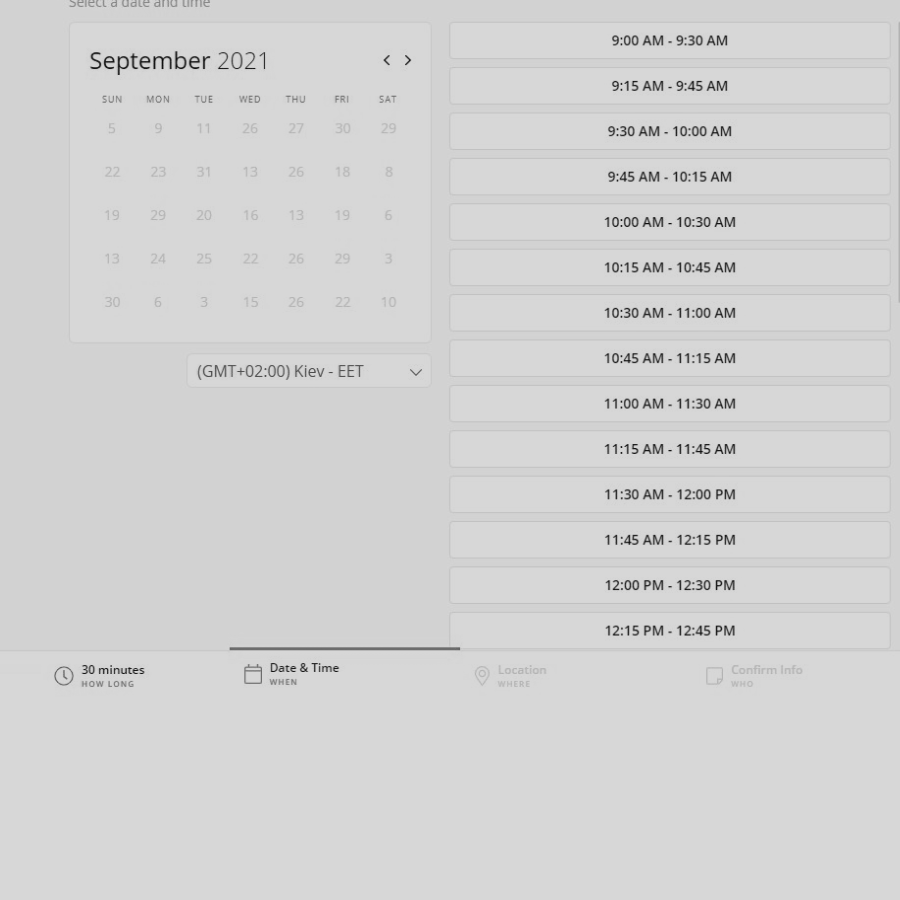 Select a date and time
September 2021
SUN MON TUE WED THU FRI SAT
5 9 11 26 27 30 29
22 23 31 13 26 18 8
19 29 20 16 13 19 6
13 24 25 22 26 29 3
30 6 3 15 26 22 10
(GMT+02:00) Kiev - EET
9:00 AM - 9:30 AM
9:15 AM - 9:45 AM
9:30 AM - 10:00 AM
9:45 AM - 10:15 AM
10:00 AM - 10:30 AM
10:15 AM - 10:45 AM
10:30 AM - 11:00 AM
10:45 AM - 11:15 AM
11:00 AM - 11:30 AM
11:15 AM - 11:45 AM
11:30 AM - 12:00 PM
11:45 AM - 12:15 PM
12:00 PM - 12:30 PM
12:15 PM - 12:45 PM
30 minutes
HOW LONG
Date & Time
WHEN
Location
WHERE
Confirm Info
WHO